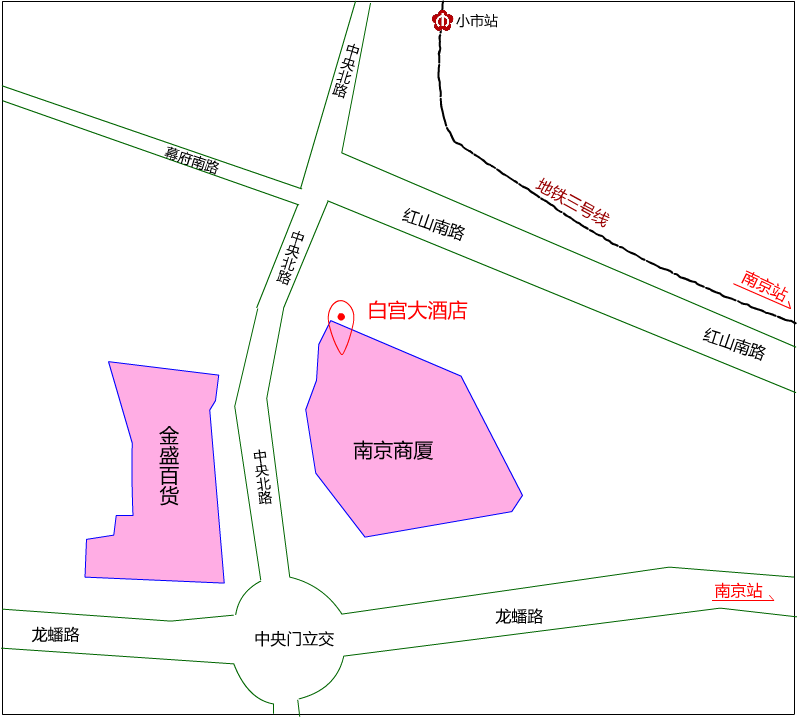 小市站
中央北路
幕府南路
地铁三号线
红山南路
中央北路
南京站
白宫大酒店
红山南路
金盛百货
南京商厦
中央北路
南京站
龙蟠路
龙蟠路
中央门立交